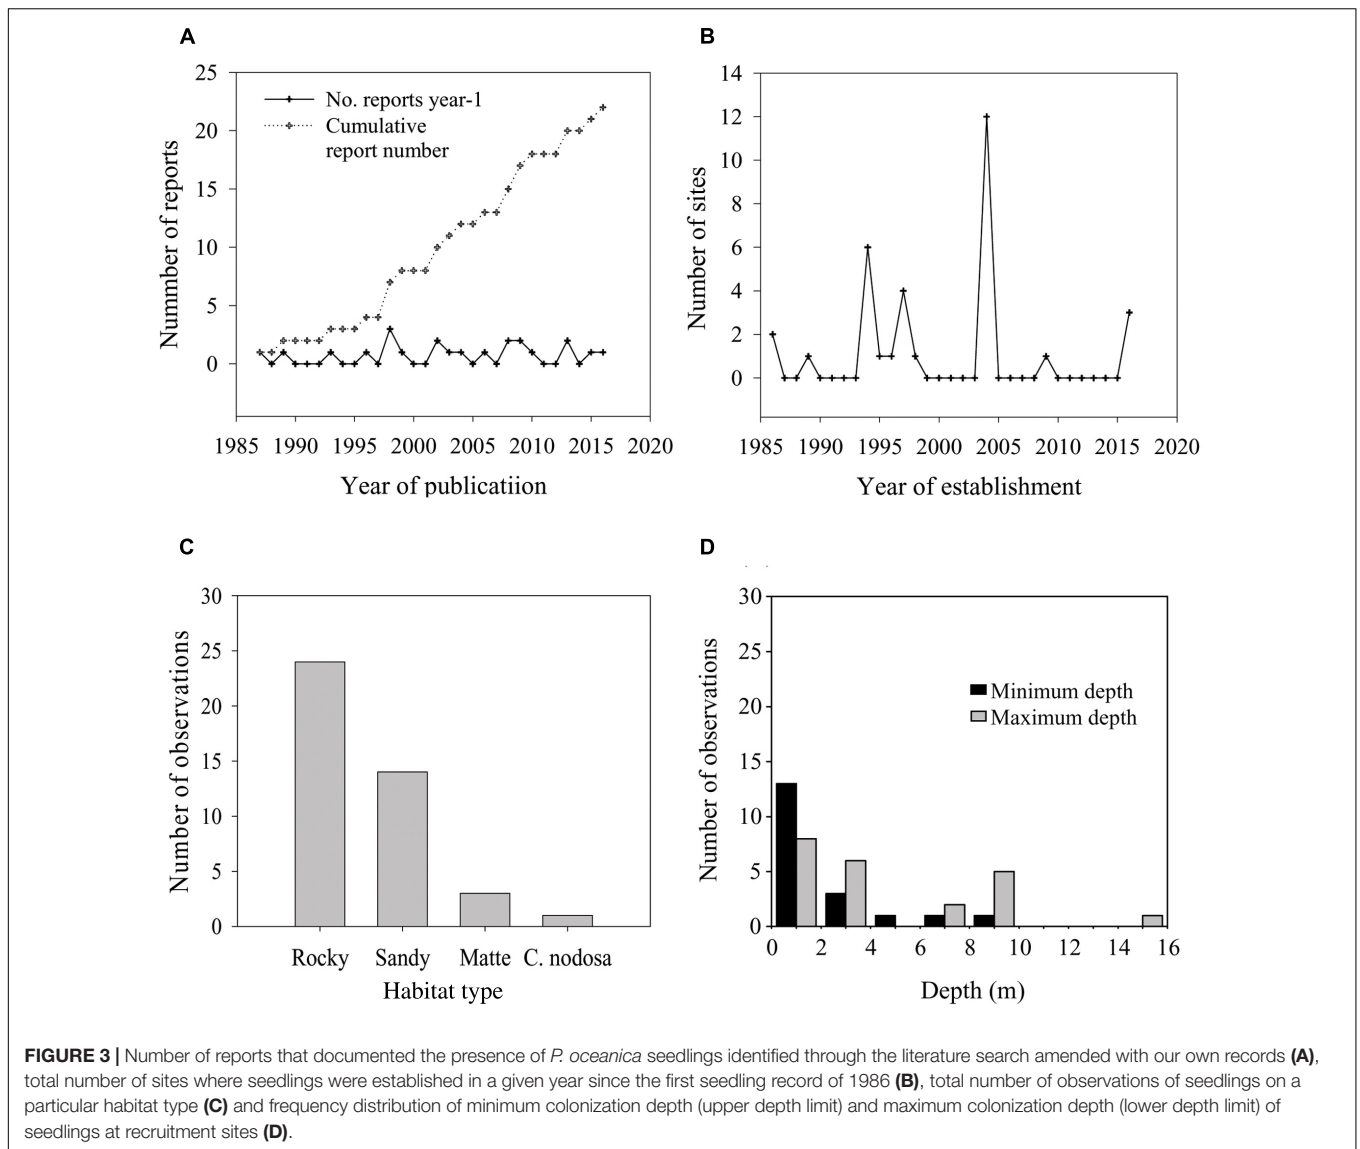 A
25
20
15
10
5
0
Nummber of reports
No. reports year-1
Cumulative
report number
1985 1990 1995 2000 2005 2010 2015 2020
Year of publicatiion
B
14
12
10
8
6
4
2
0
Number of sites
1985 1990 1995 2000 2005 2010 2015 2020
Year of establishment
C
30
25
20
15
10
5
0
Number of observations
Rocky Sandy Matte C. nodosa
Habitat type
D
30
25
20
15
10
5
0
Number of observations
Minimum depth
Maximum depth
0 2 4 6 8 10 12 14 16
Depth (m)
FIGURE 3 | Number of reports that documented the presence of P. oceanica seedlings identified through the literature search amended with our own records (A),
total number of sites where seedlings were established in a given year since the first seedling record of 1986 (B), total number of observations of seedlings on a
particular habitat type (C) and frequency distribution of minimum colonization depth (upper depth limit) and maximum colonization depth (lower depth limit) of
seedlings at recruitment sites (D).